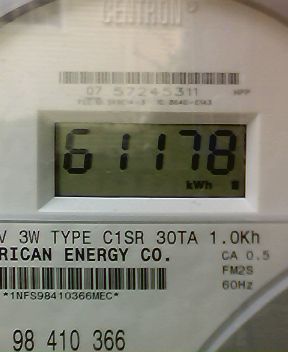 CENTRON®
07 57245311
61178
kWh
V 3W TYPE C1SR 30TA 1.0Kh
RICAN ENERGY CO.
CA 0.5
FM2S
*1NFS98410366MEC*
60Hz
98 410 366